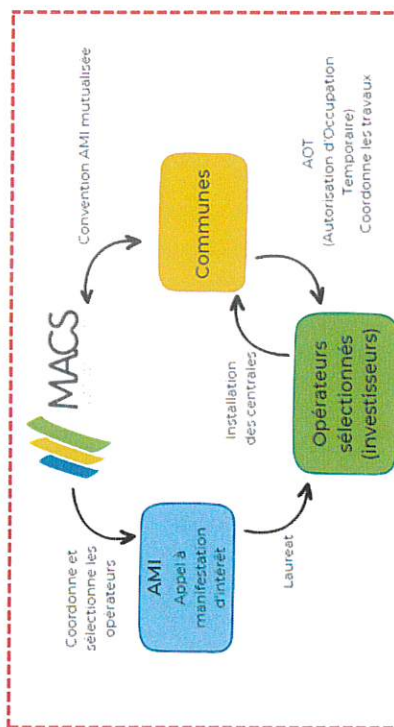 MACS
Convention AMI mutualisée
Coordonne et
sélectionne les
opérateurs
AMI
Appel à
manifestation
d'intérêt
Communes
Installation
des centrales
AOT
(Autorisation d'Occupation
Temporaire)
Coordonne les travaux
Laureat
Opérateurs
sélectionnés
(investisseurs)